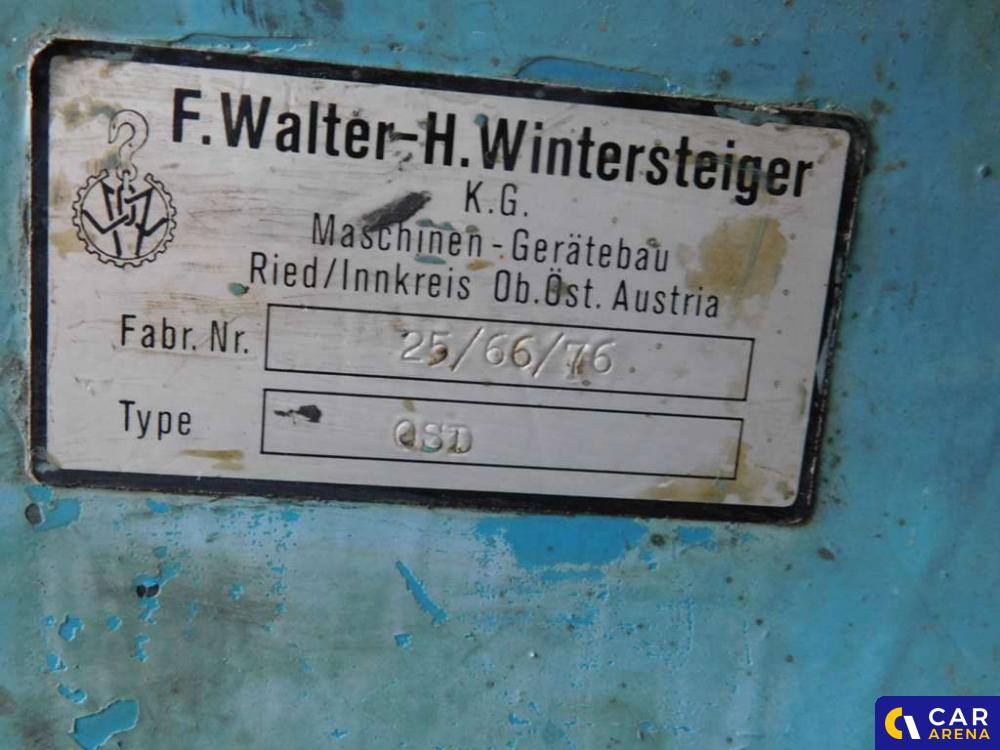 F.Walter-H.Wintersteiger
K.G.
Maschinen-Gerätebau
Ried/Innkreis Ob.Öst. Austria
Fabr. Nr. 25/66/76
Type QSD
CAR
ARENA